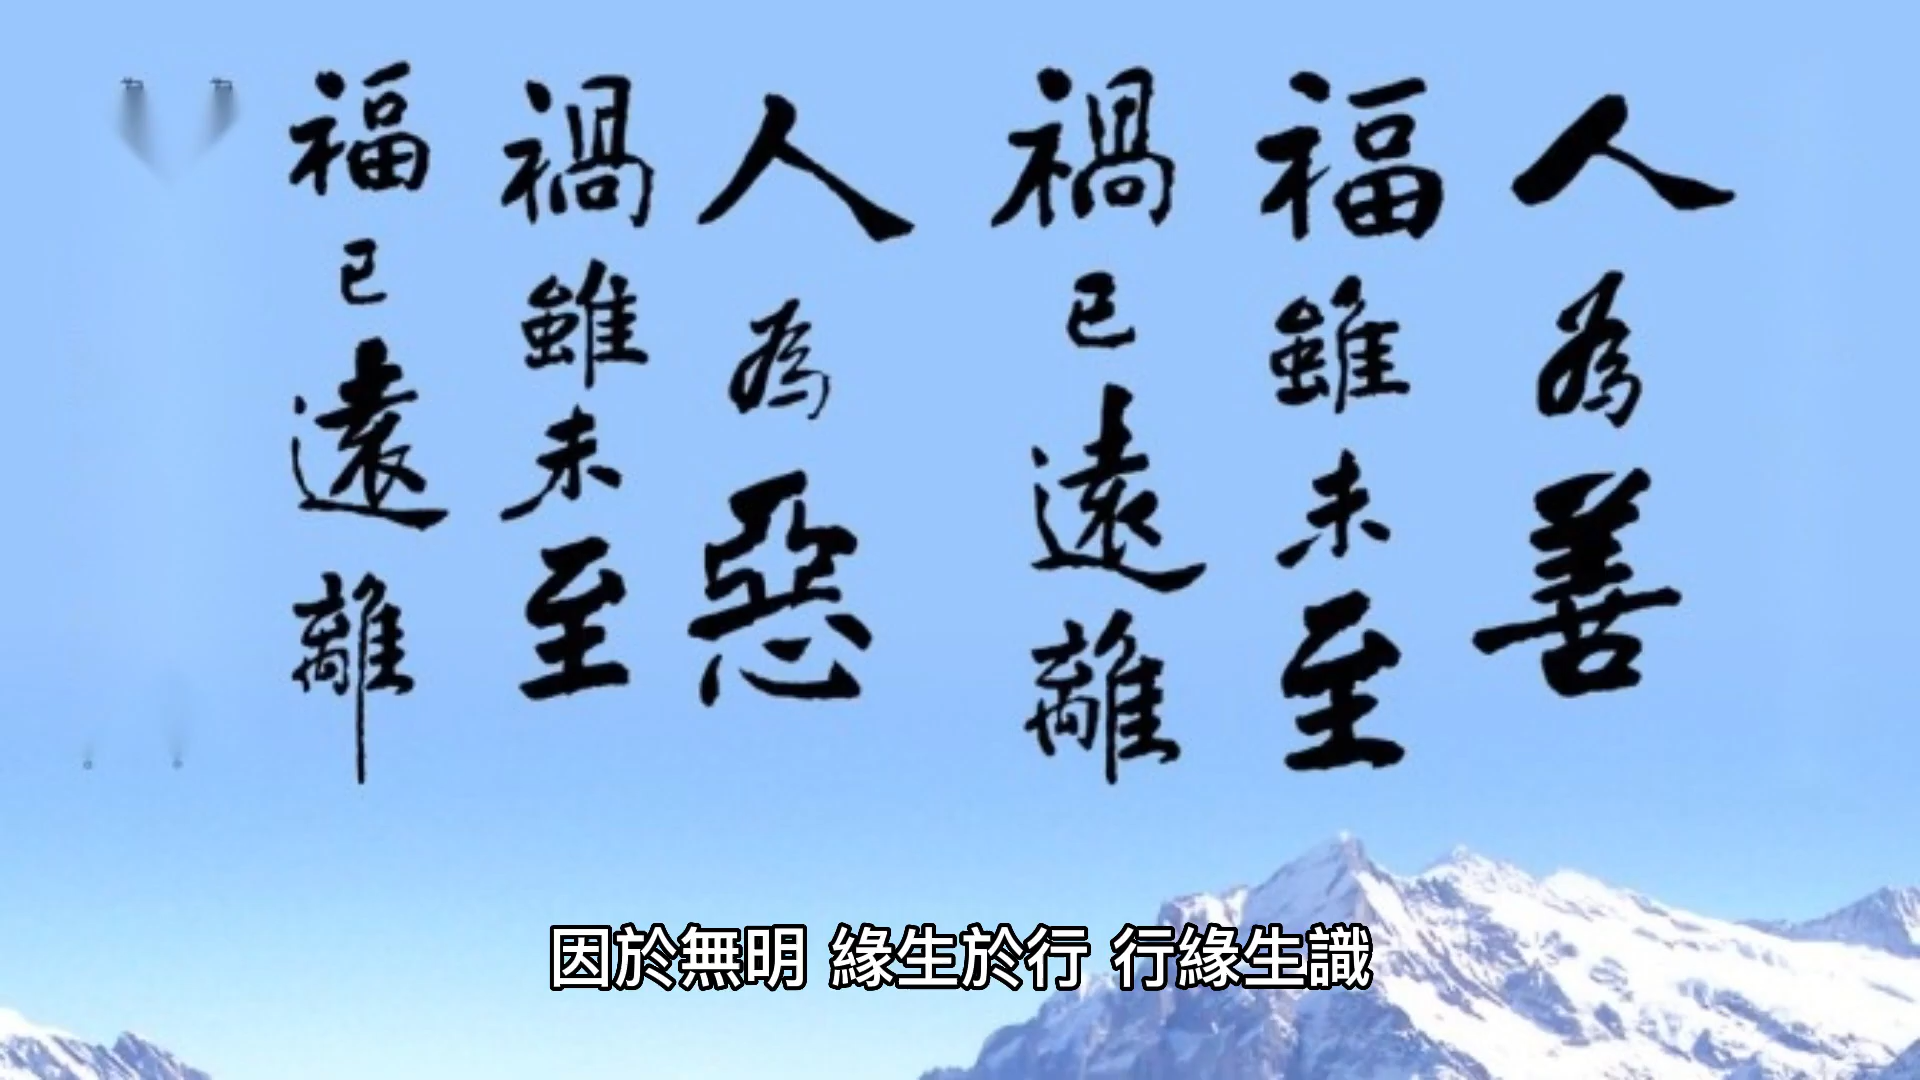 人為善
福雖未至
禍已遠離
人為惡
禍雖未至
福已遠離
因於無明 緣生於行 行緣生識